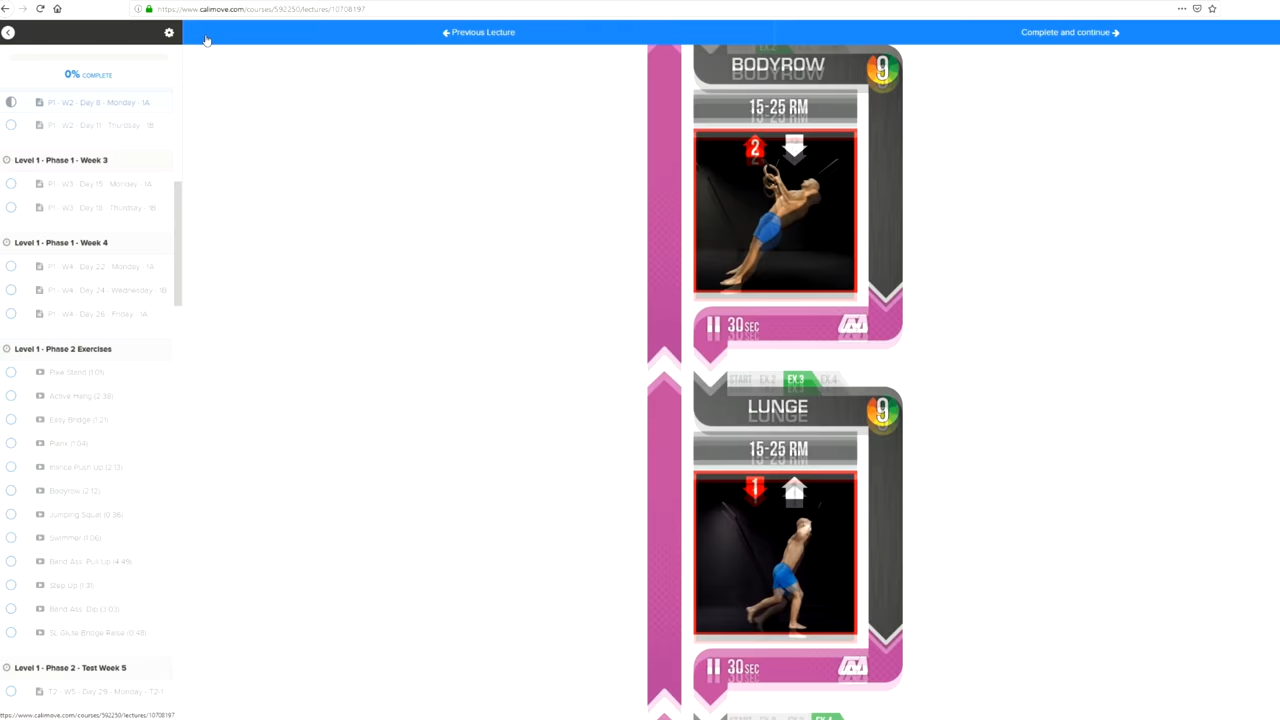 https://www.calimove.com/courses/592250/lectures/10708197
Previous Lecture
Complete and continue
0% COMPLETE
P1 - W2 - Day 8 - Monday - 1A
P1 - W2 - Day 11 - Thurdsay - 1B
Level 1 - Phase 1 - Week 3
P1 - W3 - Day 15 - Monday - 1A
P1 - W3 - Day 18 - Thurdsay - 1B
Level 1 - Phase 1 - Week 4
P1 - W4 - Day 22 - Monday - 1A
P1 - W4 - Day 24 - Wednesday - 1B
P1 - W4 - Day 26 - Friday - 1A
Level 1 - Phase 2 Exercises
Pike Stand (1:01)
Active Hang (2:38)
Easy Bridge (1:21)
Plank (1:04)
Incline Push Up (2:13)
Bodyrow (2:12)
Jumping Squat (0:36)
Swimmer (1:06)
Band Ass. Pull Up (4:49)
Step Up (1:31)
Band Ass. Dip (3:03)
SL Glute Bridge Raise (0:48)
Level 1 - Phase 2 - Test Week 5
T2 - W5 - Day 29 - Monday - T2-1
https://www.calimove.com/courses/592250/lectures/10708197
BODYROW
9
15-25 RM
2
30 SEC
START EX.2 EX.3 EX.4
LUNGE
9
15-25 RM
1
30 SEC
EX.4